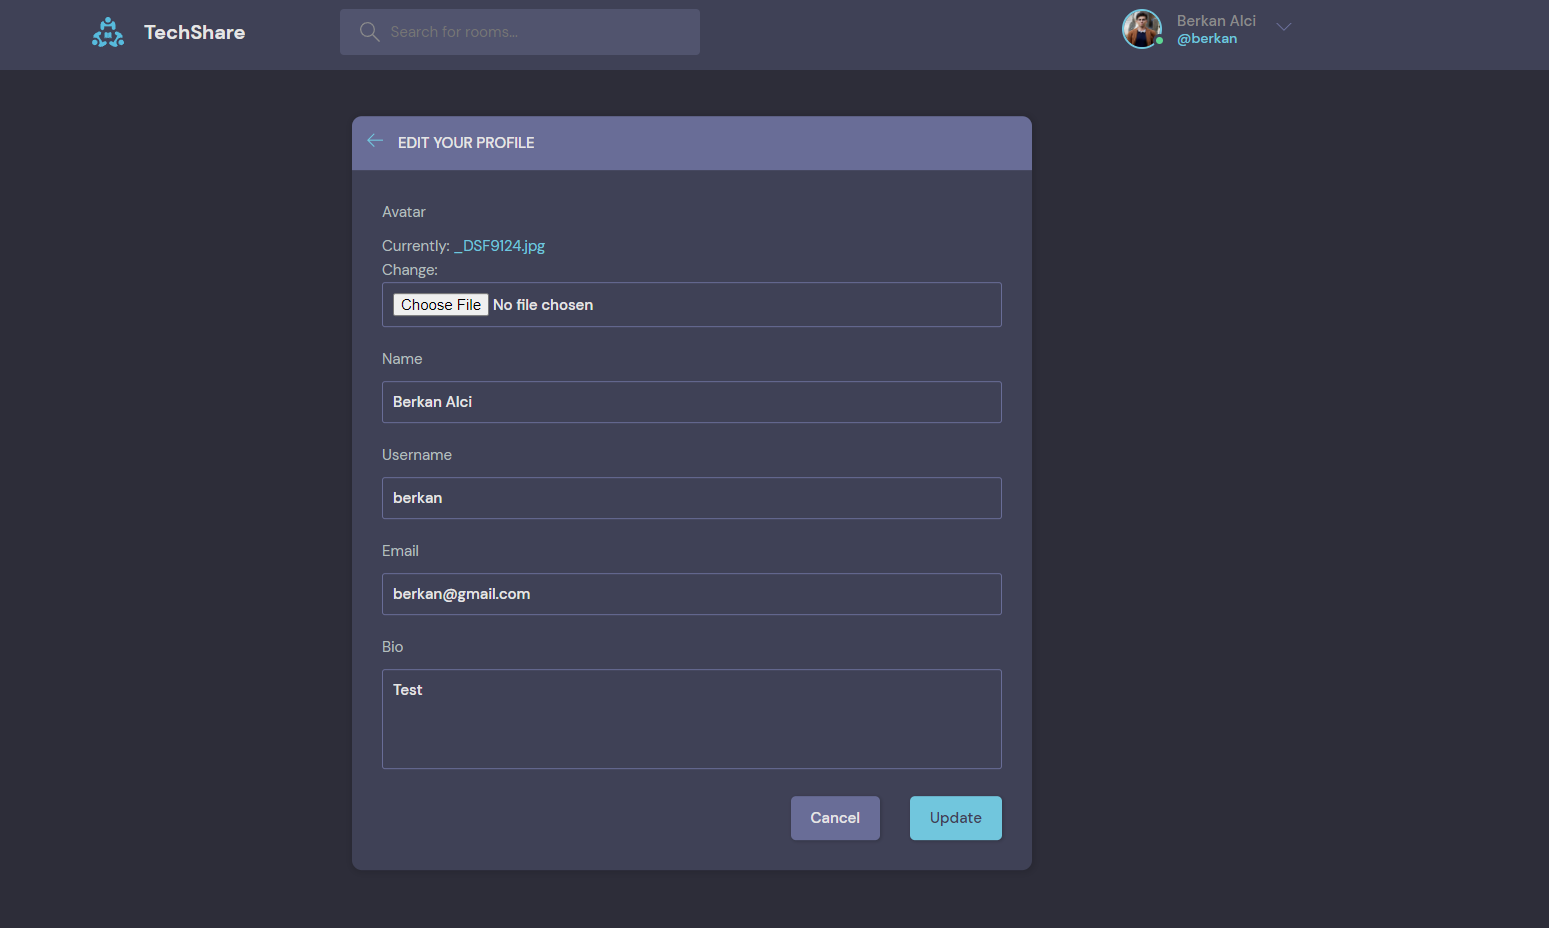 TechShare
Search for rooms...
Berkan Alci
@berkan
EDIT YOUR PROFILE
Avatar
Currently: _DSF9124.jpg
Change:
Choose File No file chosen
Name
Berkan Alci
Username
berkan
Email
berkan@gmail.com
Bio
Test
Cancel
Update